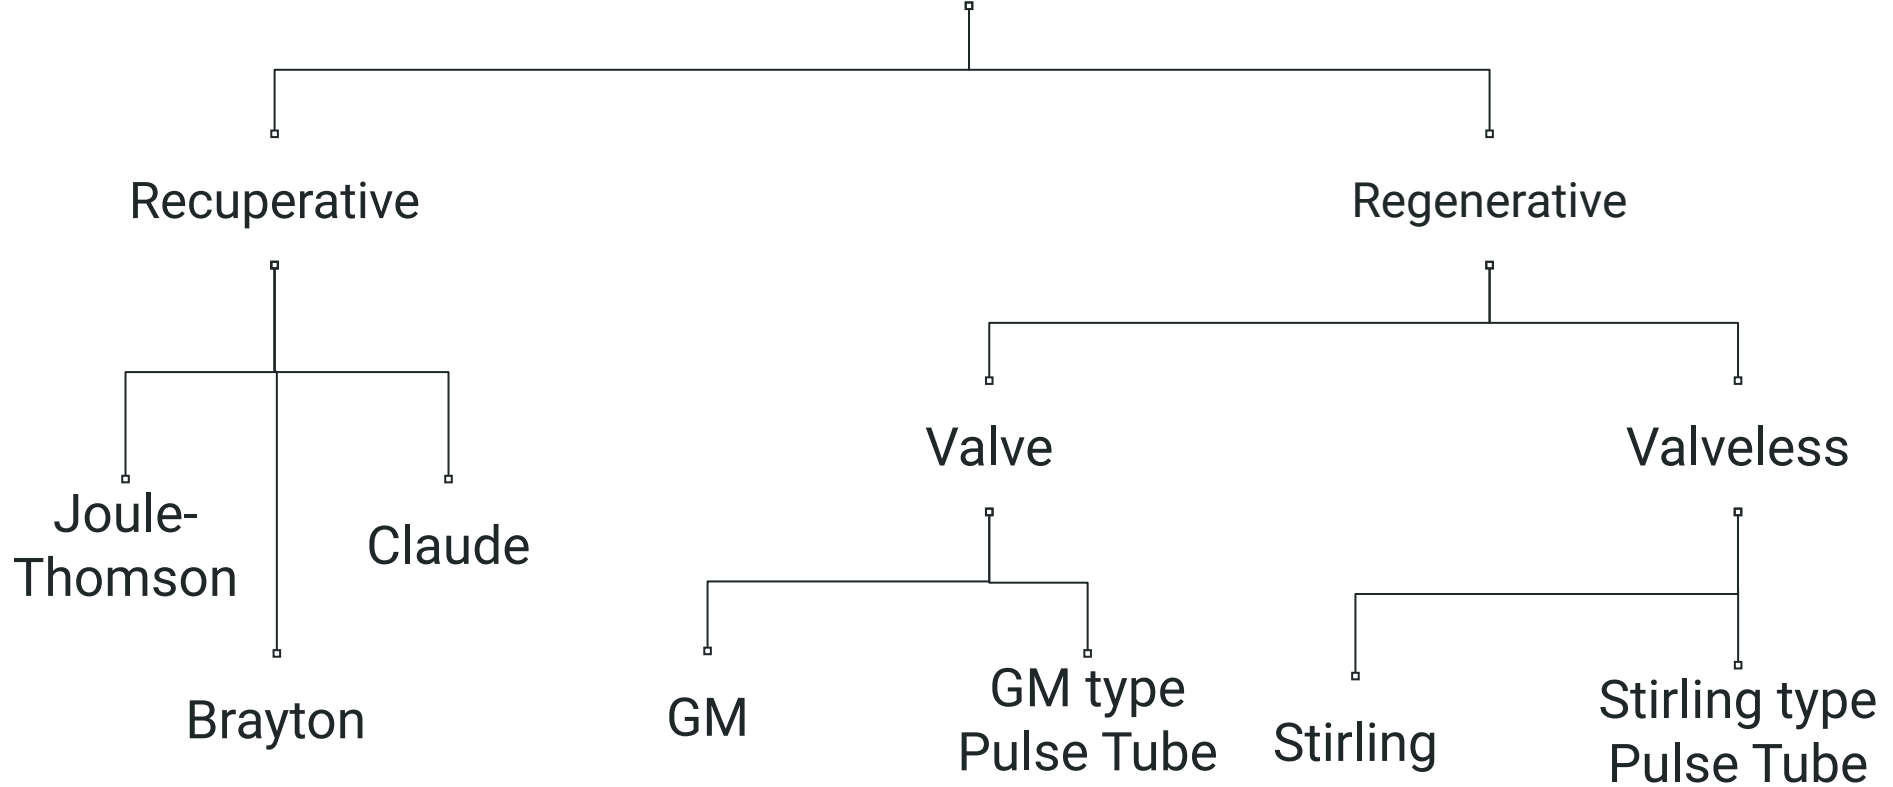 Recuperative
Regenerative
Valve
Valveless
Joule-
Thomson
Claude
Brayton
GM
GM type
Pulse Tube
Stirling
Stirling type
Pulse Tube